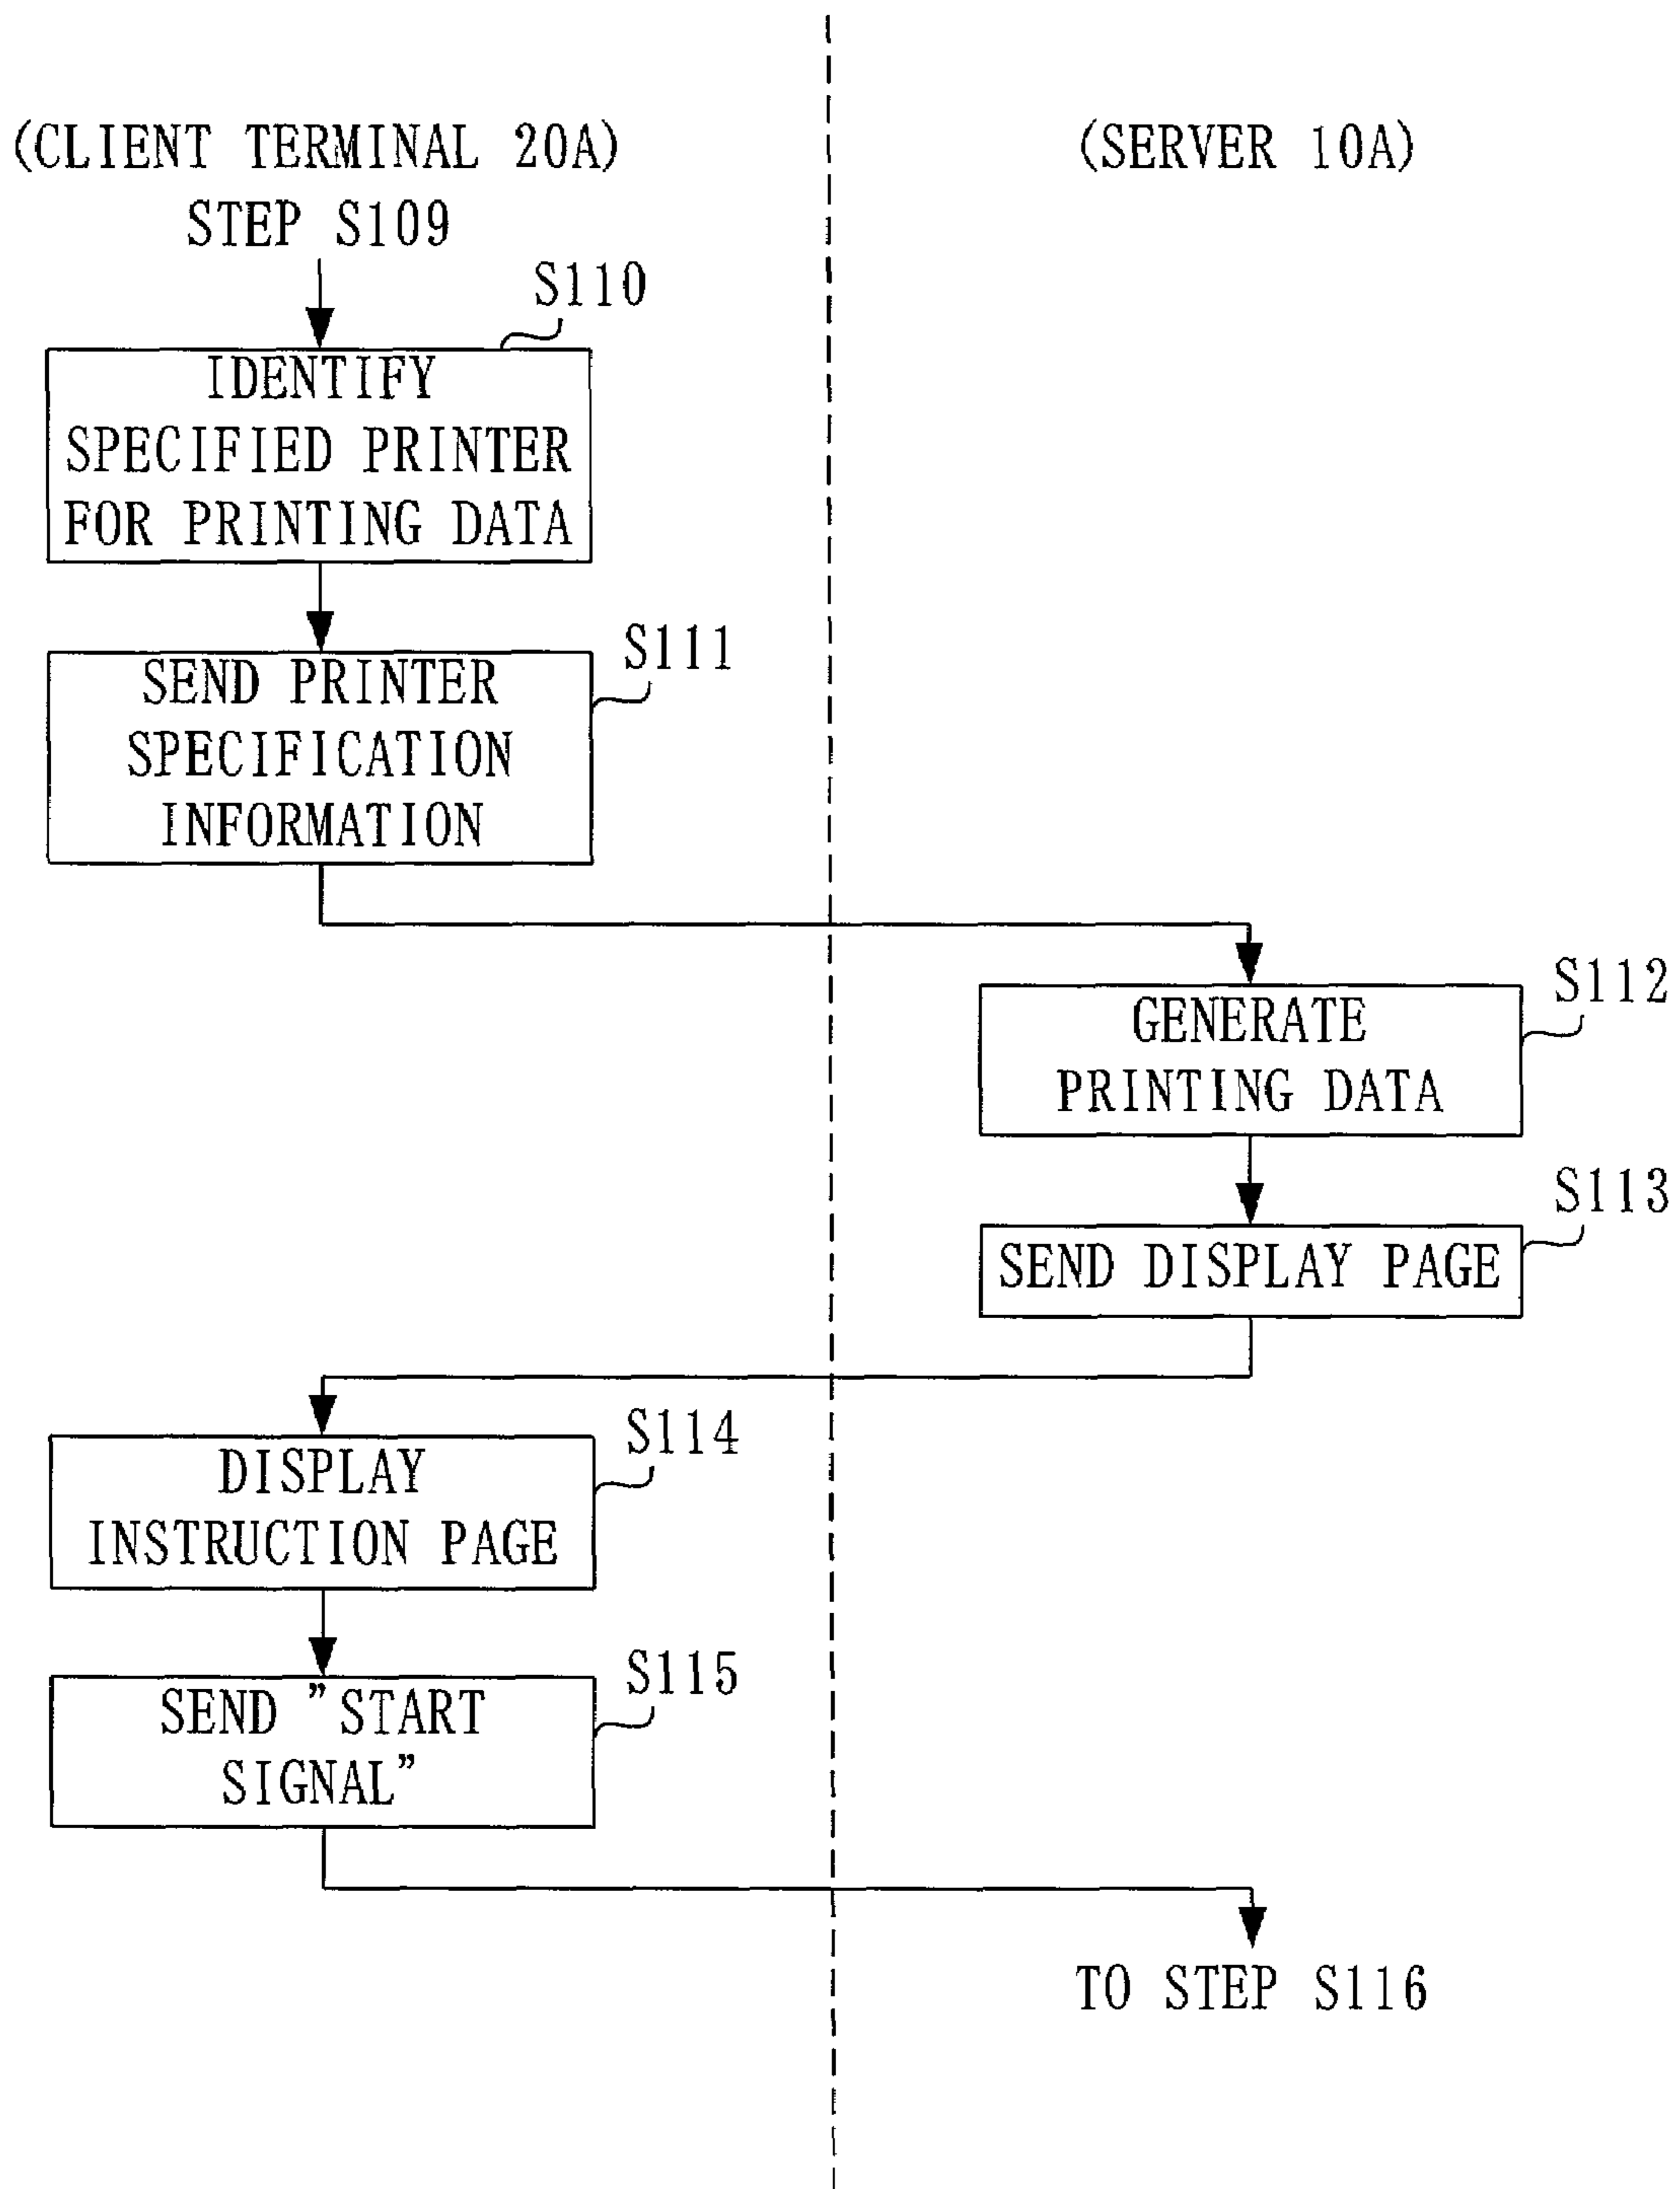 (CLIENT TERMINAL 20A)
(SERVER 10A)
STEP S109
S110
IDENTIFY
SPECIFIED PRINTER
FOR PRINTING DATA
S111
SEND PRINTER
SPECIFICATION
INFORMATION
S112
GENERATE
PRINTING DATA
S113
SEND DISPLAY PAGE
S114
DISPLAY
INSTRUCTION PAGE
S115
SEND ”START
SIGNAL”
TO STEP S116